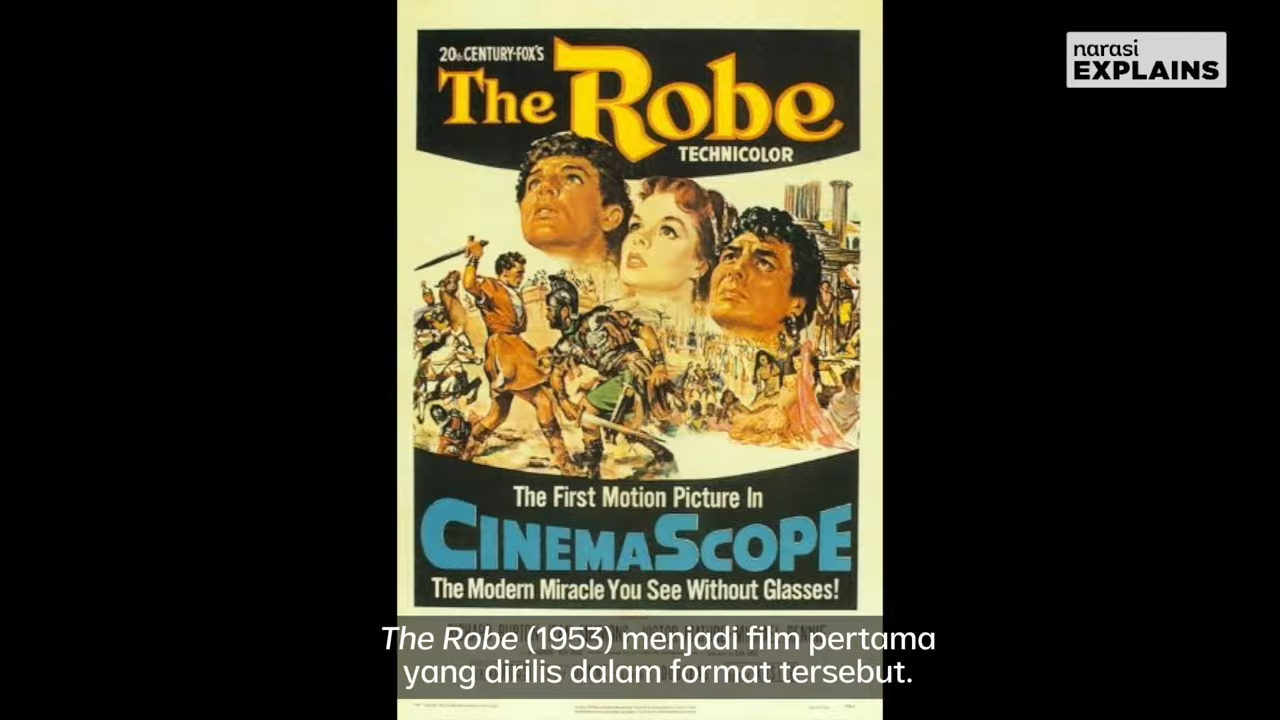 narasi
EXPLAINS
20th CENTURY-FOX'S
The Robe
TECHNICOLOR
The First Motion Picture In
CINEMASCOPE
The Modern Miracle You See Without Glasses!
The Robe (1953) menjadi film pertama
yang dirilis dalam format tersebut.